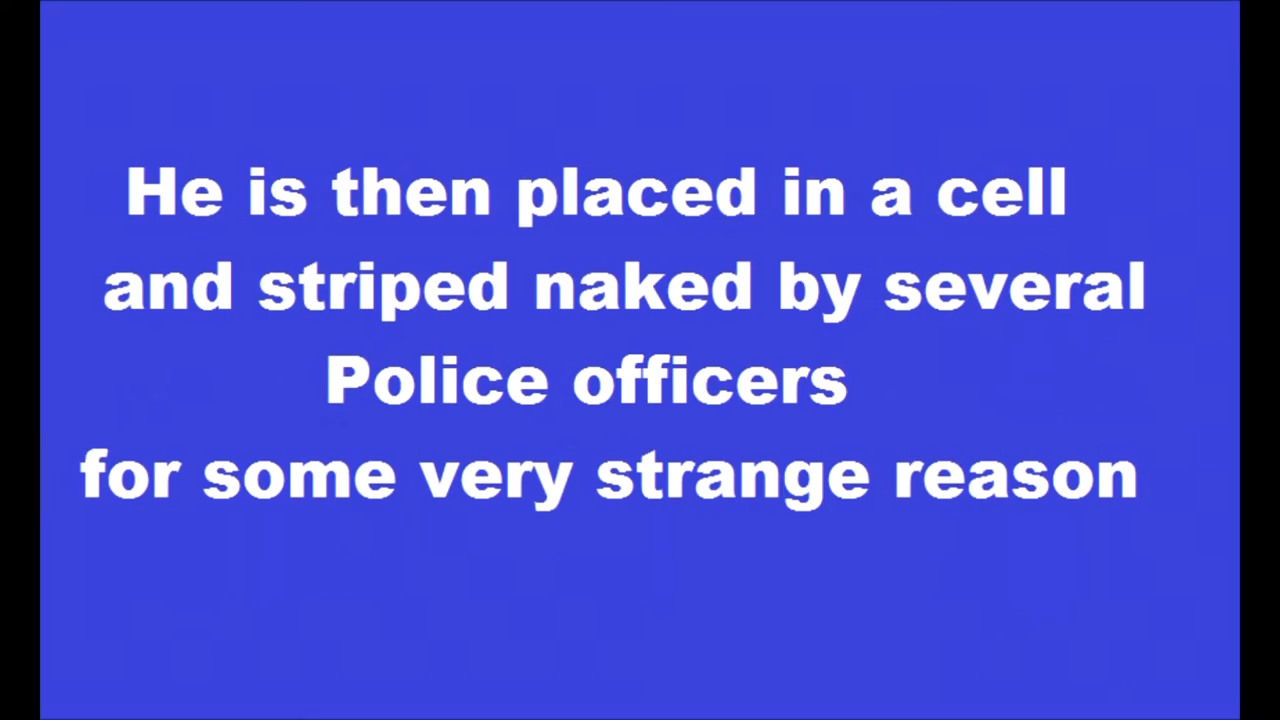 He is then placed in a cell
and striped naked by several
Police officers
for some very strange reason